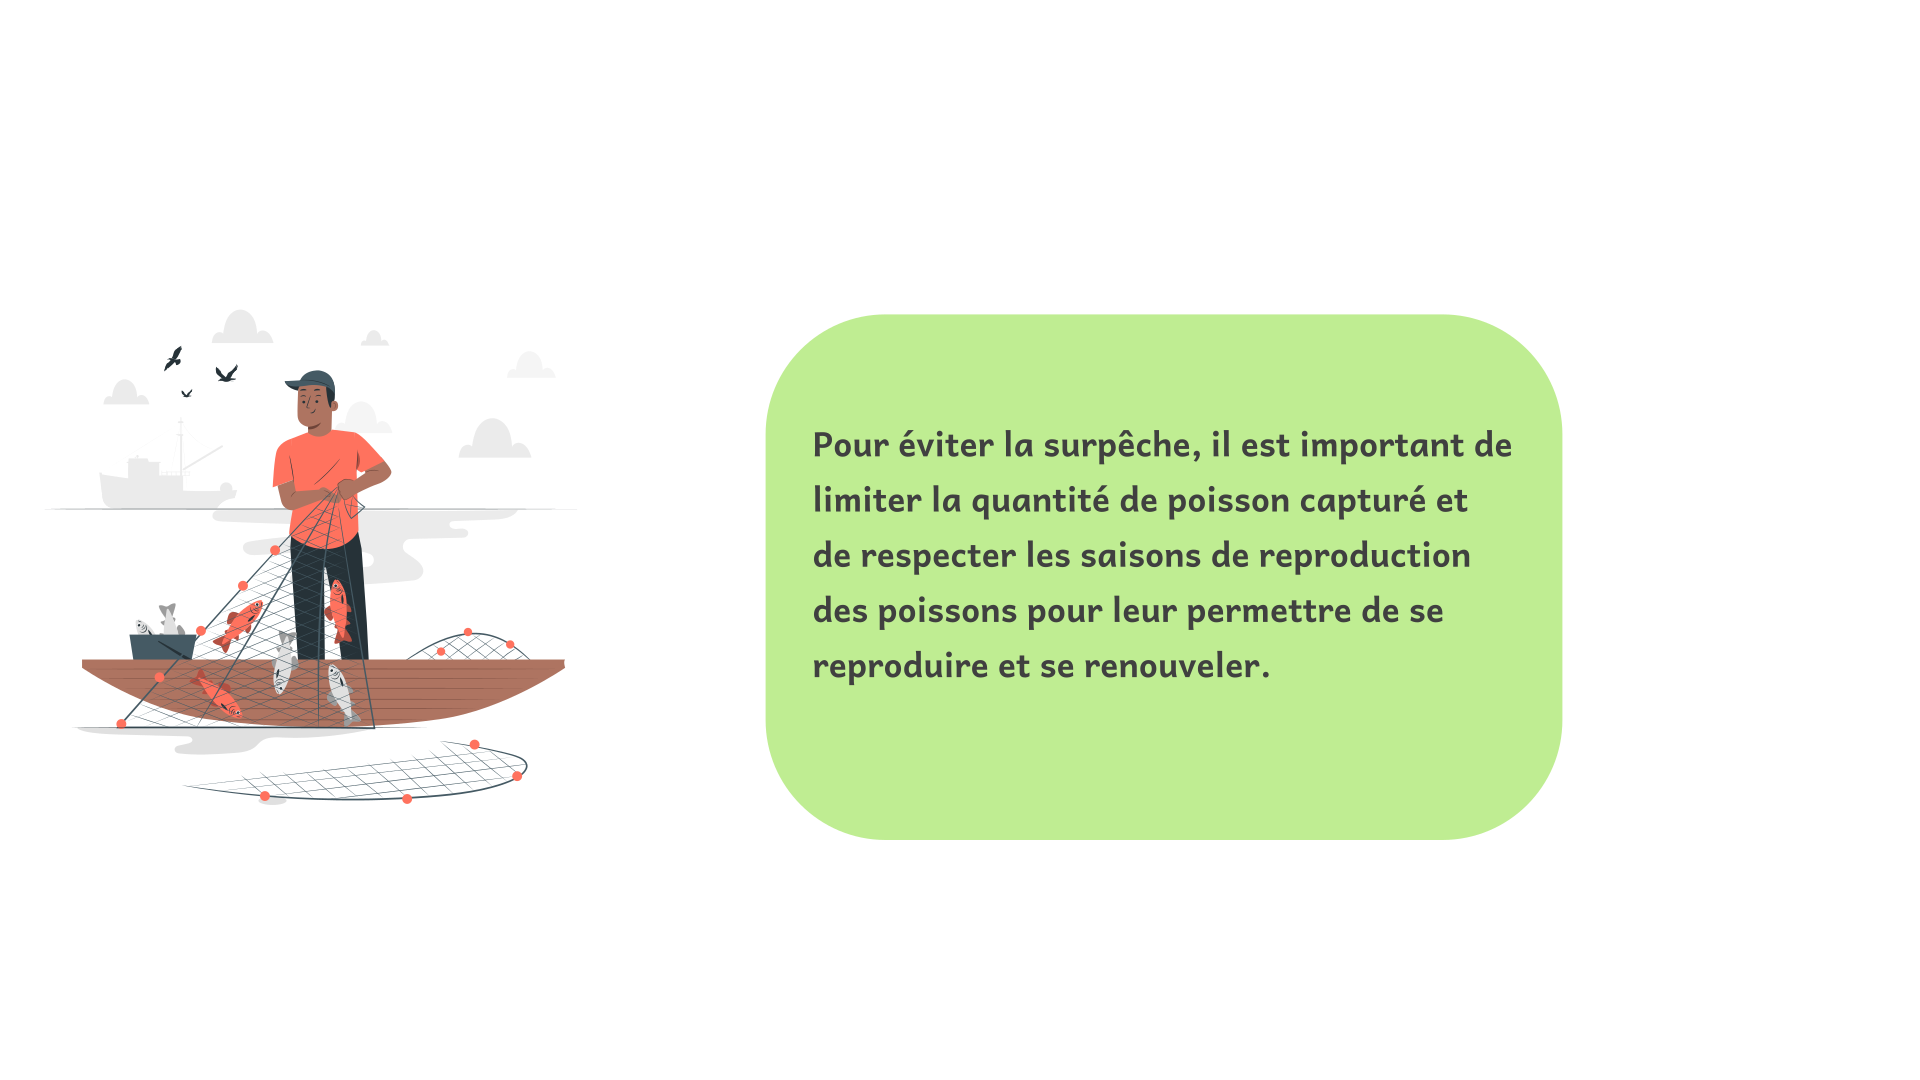 Pour éviter la surpêche, il est important de
limiter la quantité de poisson capturé et
de respecter les saisons de reproduction
des poissons pour leur permettre de se
reproduire et se renouveler.